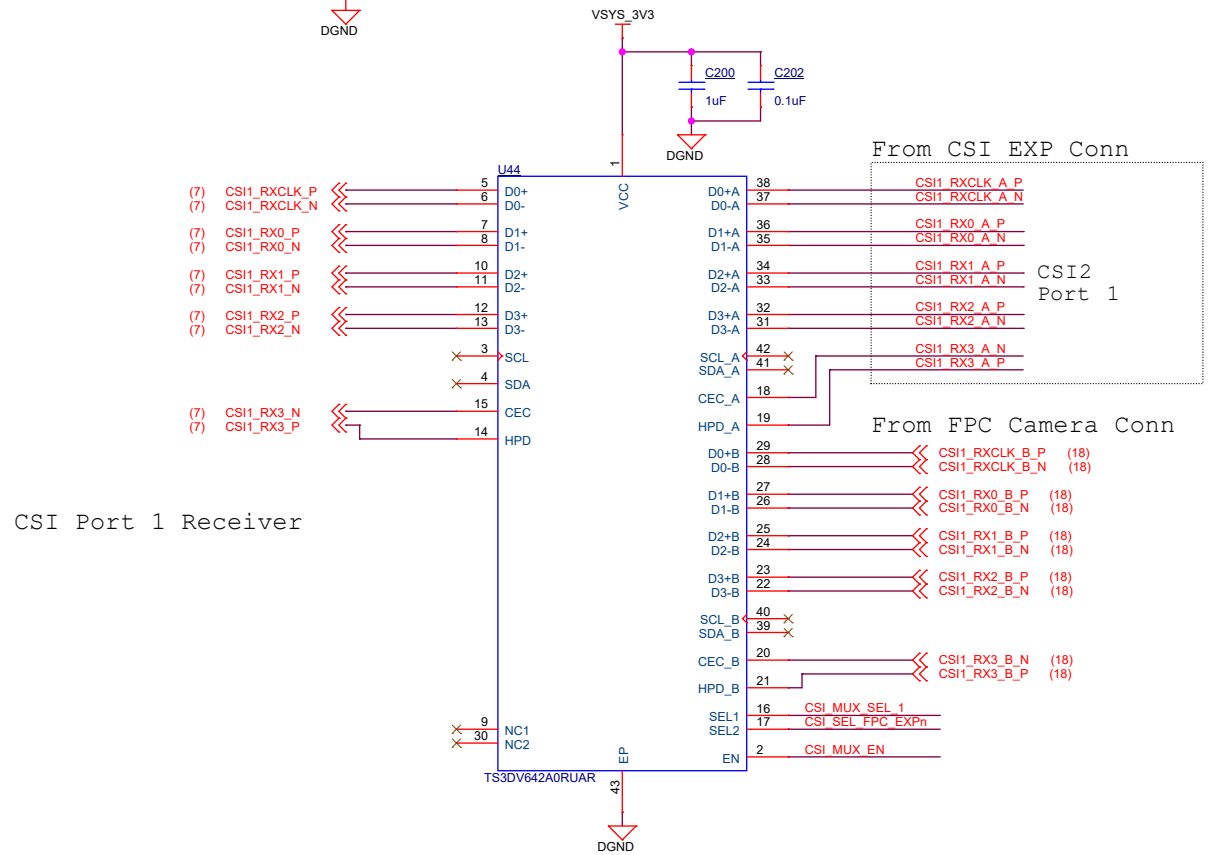 DGND
VSYS_3V3
C200
1uF
C202
0.1uF
DGND
From CSI EXP Conn
U44
1
VCC
(7) CSI1_RXCLK_P 5 D0+ D0+A 38 CSI1_RXCLK_A_P
(7) CSI1_RXCLK_N 6 D0- D0-A 37 CSI1_RXCLK_A_N
(7) CSI1_RX0_P 7 D1+ D1+A 36 CSI1_RX0_A_P
(7) CSI1_RX0_N 8 D1- D1-A 35 CSI1_RX0_A_N
(7) CSI1_RX1_P 10 D2+ D2+A 34 CSI1_RX1_A_P
(7) CSI1_RX1_N 11 D2- D2-A 33 CSI1_RX1_A_N
CSI2
Port 1
(7) CSI1_RX2_P 12 D3+ D3+A 32 CSI1_RX2_A_P
(7) CSI1_RX2_N 13 D3- D3-A 31 CSI1_RX2_A_N
3 SCL SCL_A 42 CSI1_RX3_A_N
SDA_A 41 CSI1_RX3_A_P
4 SDA
CEC_A 18
(7) CSI1_RX3_N 15 CEC
(7) CSI1_RX3_P 14 HPD HPD_A 19
From FPC Camera Conn
D0+B 29 CSI1_RXCLK_B_P (18)
D0-B 28 CSI1_RXCLK_B_N (18)
D1+B 27 CSI1_RX0_B_P (18)
D1-B 26 CSI1_RX0_B_N (18)
CSI Port 1 Receiver
D2+B 25 CSI1_RX1_B_P (18)
D2-B 24 CSI1_RX1_B_N (18)
D3+B 23 CSI1_RX2_B_P (18)
D3-B 22 CSI1_RX2_B_N (18)
SCL_B 40
SDA_B 39
CEC_B 20 CSI1_RX3_B_N (18)
HPD_B 21 CSI1_RX3_B_P (18)
SEL1 16 CSI_MUX_SEL_1
9 NC1 SEL2 17 CSI_SEL_FPC_EXPn
30 NC2
EN 2 CSI_MUX_EN
EP
TS3DV642A0RUAR
43
DGND